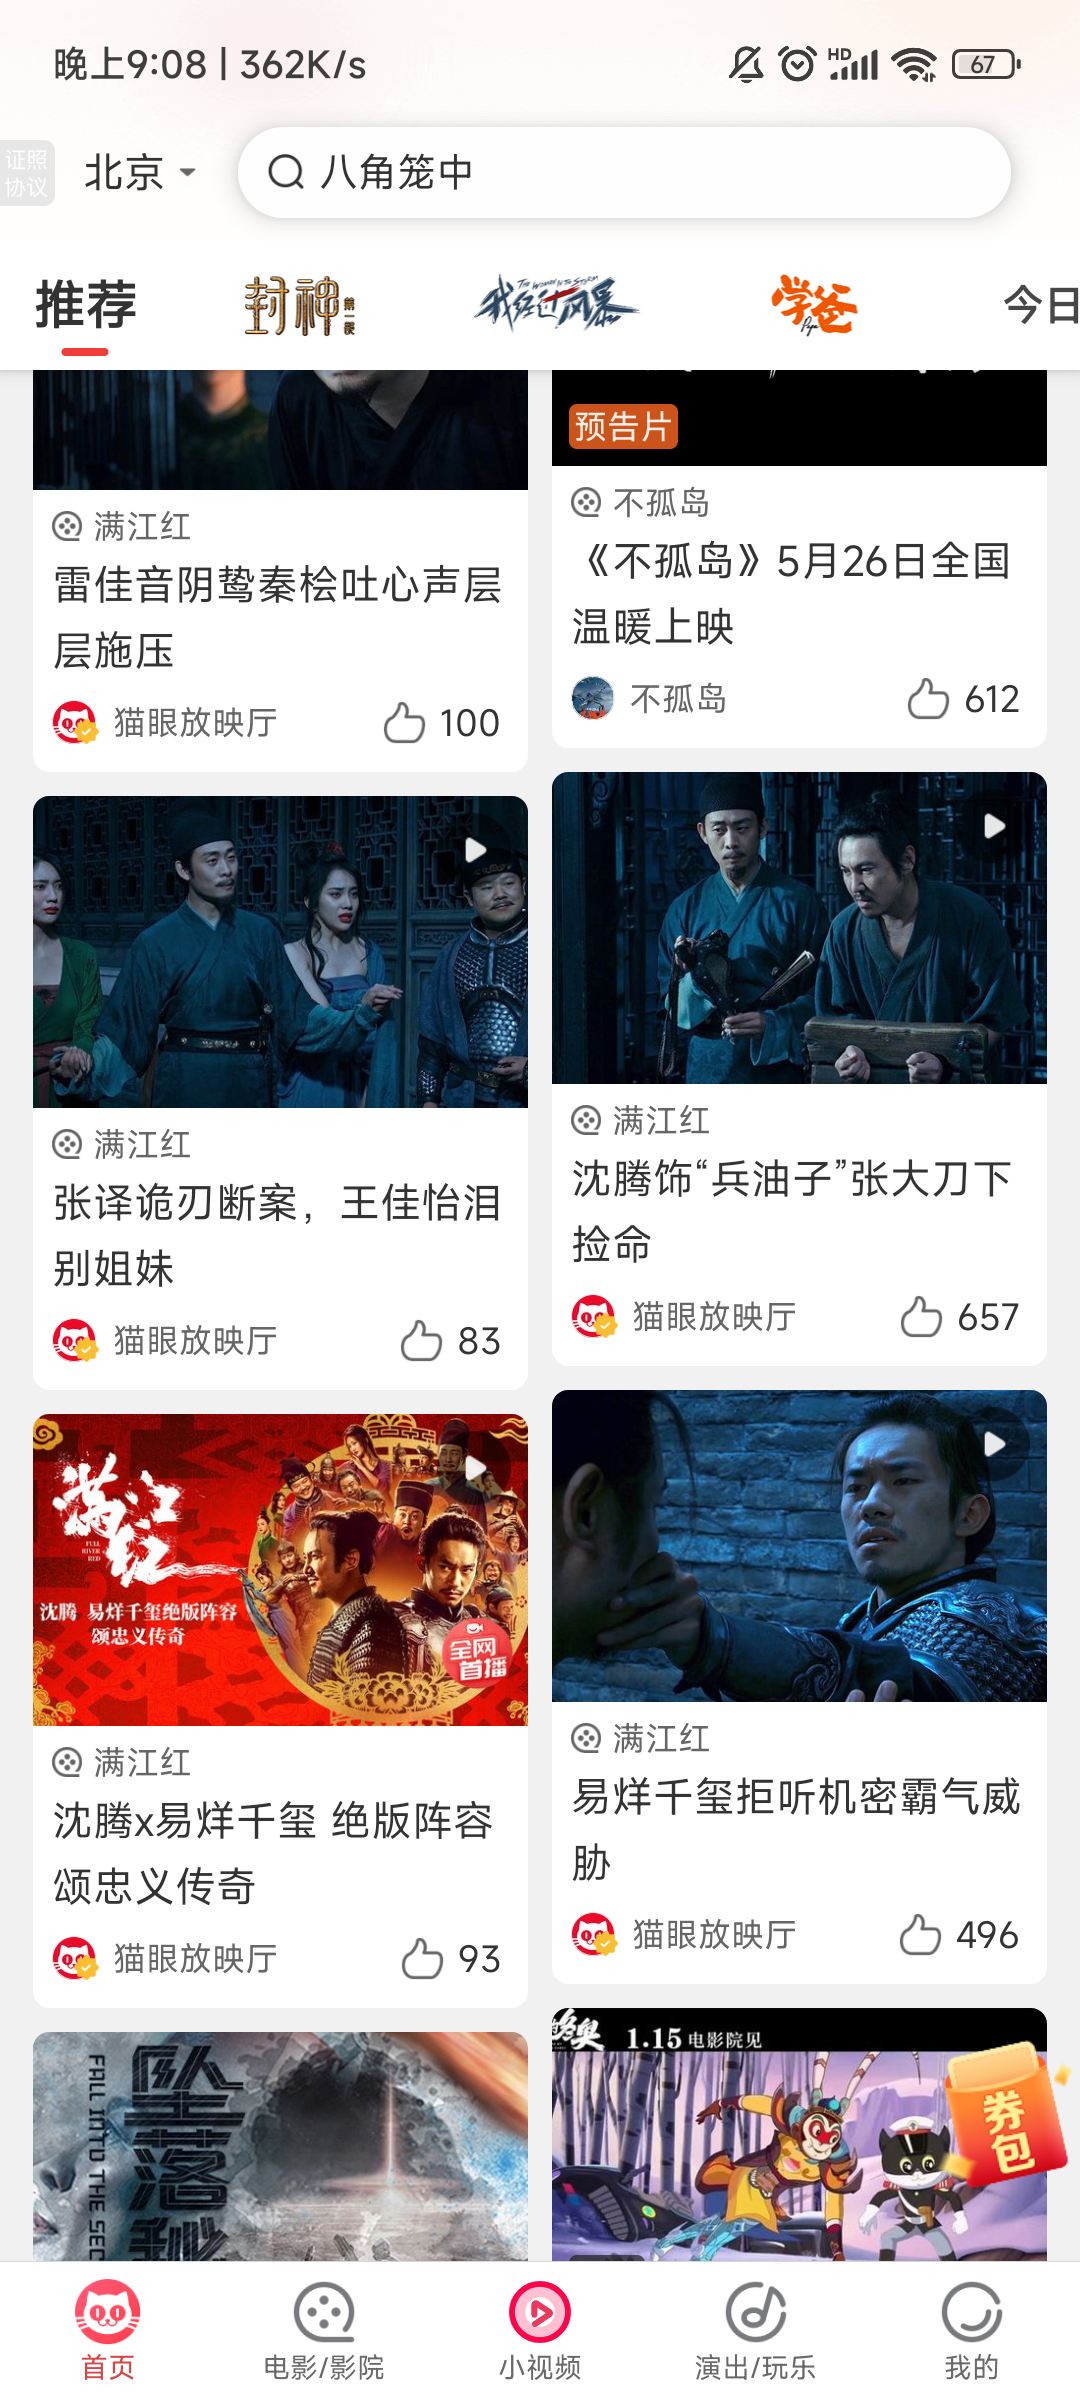 晚上9:08 | 362K/s
HD
67
证照
协议
北京
八角笼中
推荐
封神
第一部
我经过风暴
学爸
Papa
今日
预告片
满江红
雷佳音阴鸷秦桧吐心声层
层施压
猫眼放映厅
100
不孤岛
《不孤岛》5月26日全国
温暖上映
不孤岛
612
满江红
张译诡刃断案，王佳怡泪
别姐妹
猫眼放映厅
83
满江红
沈腾饰“兵油子”张大刀下
捡命
猫眼放映厅
657
满江红
FULL
RIVER
RED
沈腾 易烊千玺绝版阵容
颂忠义传奇
全网
首播
满江红
沈腾x易烊千玺 绝版阵容
颂忠义传奇
猫眼放映厅
93
满江红
易烊千玺拒听机密霸气威
胁
猫眼放映厅
496
坠落秘
FALL INTO THE SEC
1.15 电影院见
券包
首页
电影/影院
小视频
演出/玩乐
我的